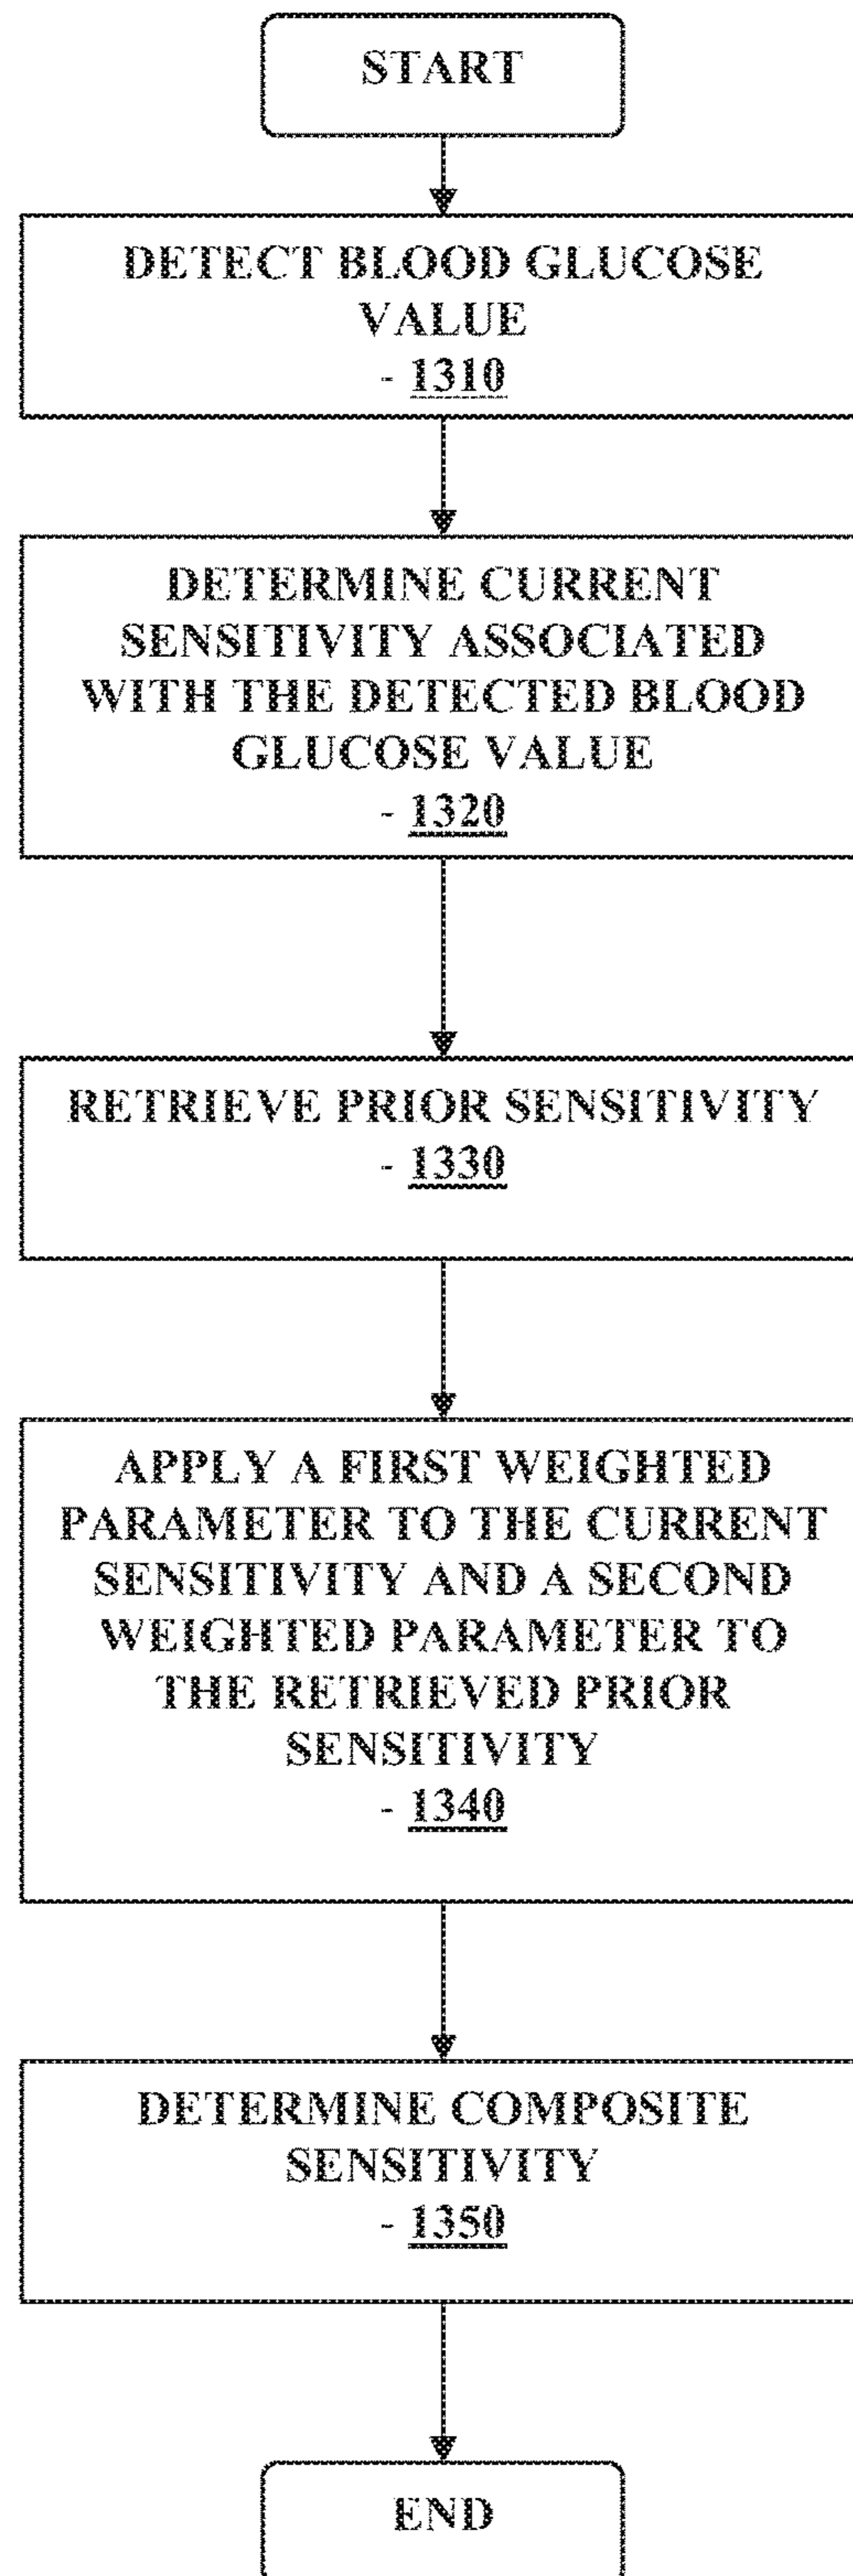 START
DETECT BLOOD GLUCOSE
VALUE
- 1310
DETERMINE CURRENT
SENSITIVITY ASSOCIATED
WITH THE DETECTED BLOOD
GLUCOSE VALUE
- 1320
RETRIEVE PRIOR SENSITIVITY
- 1330
APPLY A FIRST WEIGHTED
PARAMETER TO THE CURRENT
SENSITIVITY AND A SECOND
WEIGHTED PARAMETER TO
THE RETRIEVED PRIOR
SENSITIVITY
- 1340
DETERMINE COMPOSITE
SENSITIVITY
- 1350
END